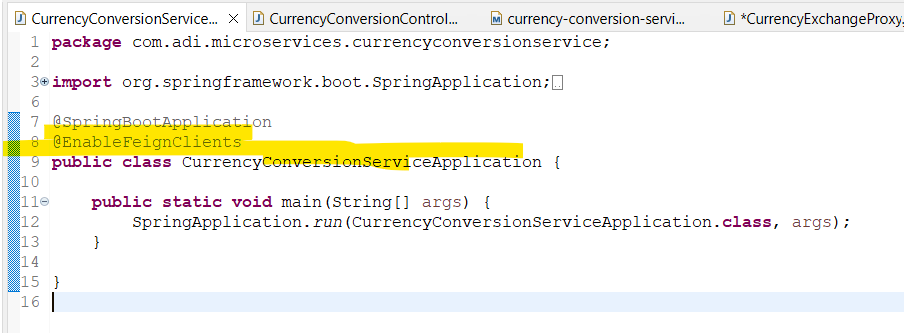 CurrencyConversionService... CurrencyConversionControl... currency-conversion-servi... *CurrencyExchangeProxy,
1 package com.adi.microservices.currencyconversionservice;
2
3 import org.springframework.boot.SpringApplication;
6
7 @SpringBootApplication
8 @EnableFeignClients
9 public class CurrencyConversionServiceApplication {
10
11 public static void main(String[] args) {
12 SpringApplication.run(CurrencyConversionServiceApplication.class, args);
13 }
14
15 }
16